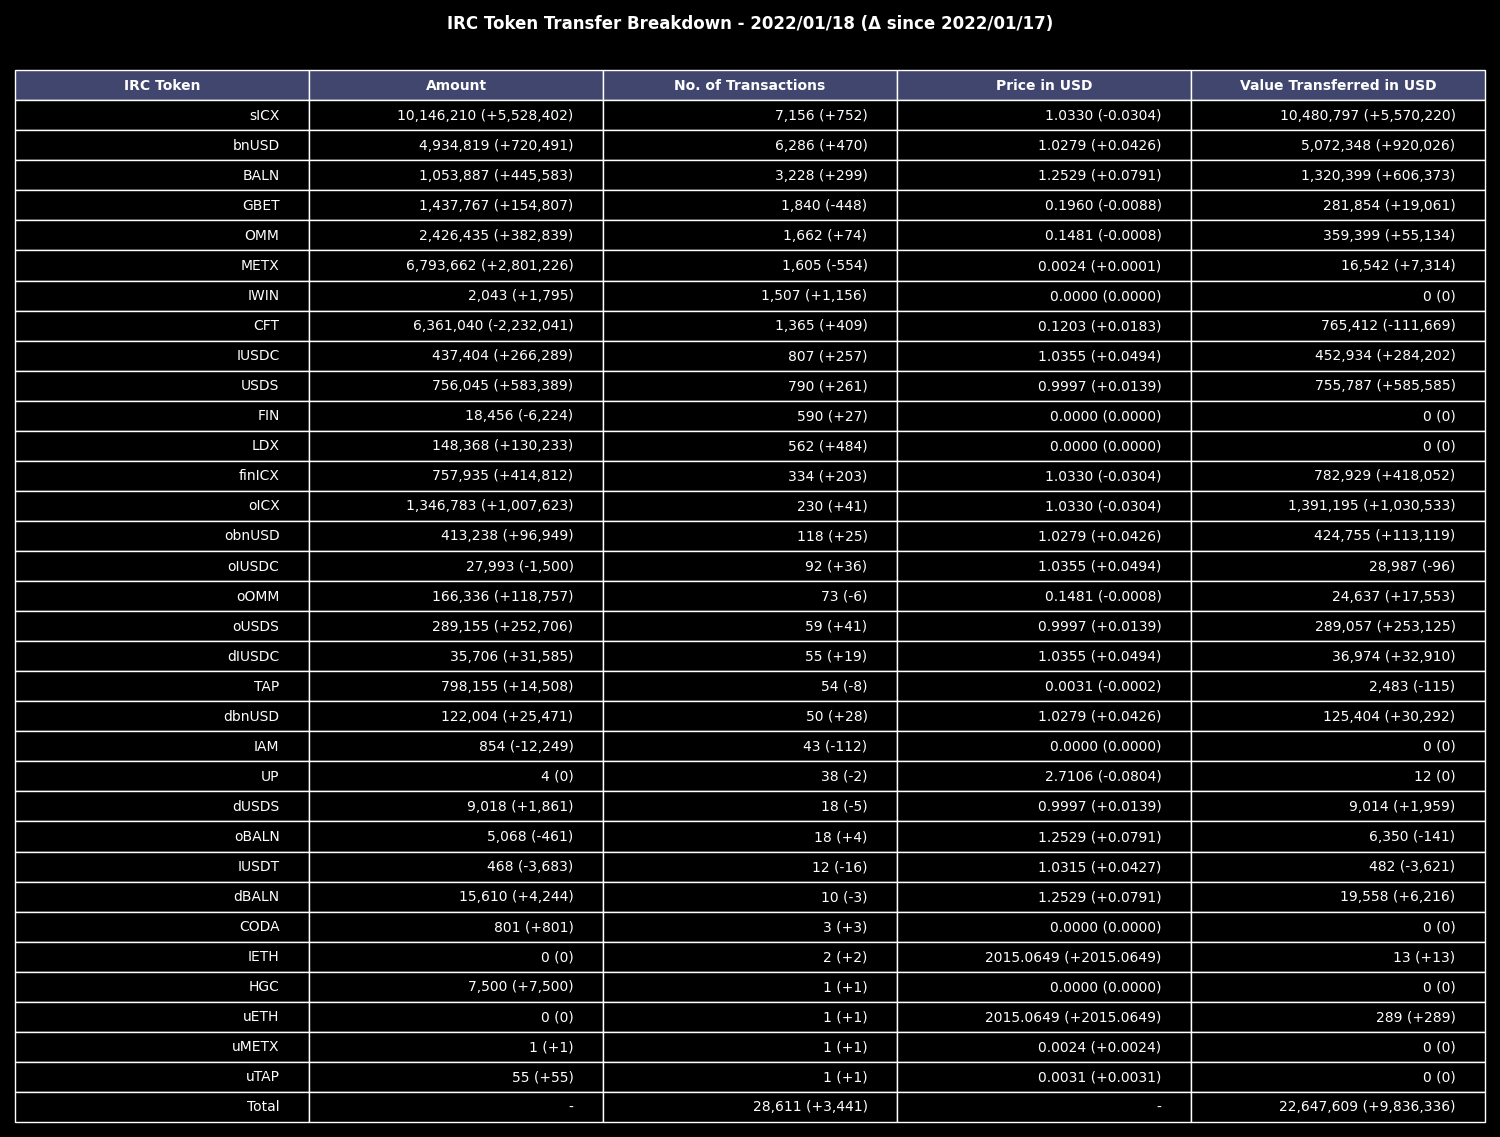 IRC Token Transfer Breakdown - 2022/01/18 (Δ since 2022/01/17)
IRC Token Amount No. of Transactions Price in USD Value Transferred in USD
sICX 10,146,210 (+5,528,402) 7,156 (+752) 1.0330 (-0.0304) 10,480,797 (+5,570,220)
bnUSD 4,934,819 (+720,491) 6,286 (+470) 1.0279 (+0.0426) 5,072,348 (+920,026)
BALN 1,053,887 (+445,583) 3,228 (+299) 1.2529 (+0.0791) 1,320,399 (+606,373)
GBET 1,437,767 (+154,807) 1,840 (-448) 0.1960 (-0.0088) 281,854 (+19,061)
OMM 2,426,435 (+382,839) 1,662 (+74) 0.1481 (-0.0008) 359,399 (+55,134)
METX 6,793,662 (+2,801,226) 1,605 (-554) 0.0024 (+0.0001) 16,542 (+7,314)
IWIN 2,043 (+1,795) 1,507 (+1,156) 0.0000 (0.0000) 0 (0)
CFT 6,361,040 (-2,232,041) 1,365 (+409) 0.1203 (+0.0183) 765,412 (-111,669)
IUSDC 437,404 (+266,289) 807 (+257) 1.0355 (+0.0494) 452,934 (+284,202)
USDS 756,045 (+583,389) 790 (+261) 0.9997 (+0.0139) 755,787 (+585,585)
FIN 18,456 (-6,224) 590 (+27) 0.0000 (0.0000) 0 (0)
LDX 148,368 (+130,233) 562 (+484) 0.0000 (0.0000) 0 (0)
finICX 757,935 (+414,812) 334 (+203) 1.0330 (-0.0304) 782,929 (+418,052)
oICX 1,346,783 (+1,007,623) 230 (+41) 1.0330 (-0.0304) 1,391,195 (+1,030,533)
obnUSD 413,238 (+96,949) 118 (+25) 1.0279 (+0.0426) 424,755 (+113,119)
oIUSDC 27,993 (-1,500) 92 (+36) 1.0355 (+0.0494) 28,987 (-96)
oOMM 166,336 (+118,757) 73 (-6) 0.1481 (-0.0008) 24,637 (+17,553)
oUSDS 289,155 (+252,706) 59 (+41) 0.9997 (+0.0139) 289,057 (+253,125)
dIUSDC 35,706 (+31,585) 55 (+19) 1.0355 (+0.0494) 36,974 (+32,910)
TAP 798,155 (+14,508) 54 (-8) 0.0031 (-0.0002) 2,483 (-115)
dbnUSD 122,004 (+25,471) 50 (+28) 1.0279 (+0.0426) 125,404 (+30,292)
IAM 854 (-12,249) 43 (-112) 0.0000 (0.0000) 0 (0)
UP 4 (0) 38 (-2) 2.7106 (-0.0804) 12 (0)
dUSDS 9,018 (+1,861) 18 (-5) 0.9997 (+0.0139) 9,014 (+1,959)
oBALN 5,068 (-461) 18 (+4) 1.2529 (+0.0791) 6,350 (-141)
IUSDT 468 (-3,683) 12 (-16) 1.0315 (+0.0427) 482 (-3,621)
dBALN 15,610 (+4,244) 10 (-3) 1.2529 (+0.0791) 19,558 (+6,216)
CODA 801 (+801) 3 (+3) 0.0000 (0.0000) 0 (0)
IETH 0 (0) 2 (+2) 2015.0649 (+2015.0649) 13 (+13)
HGC 7,500 (+7,500) 1 (+1) 0.0000 (0.0000) 0 (0)
uETH 0 (0) 1 (+1) 2015.0649 (+2015.0649) 289 (+289)
uMETX 1 (+1) 1 (+1) 0.0024 (+0.0024) 0 (0)
uTAP 55 (+55) 1 (+1) 0.0031 (+0.0031) 0 (0)
Total - 28,611 (+3,441) - 22,647,609 (+9,836,336)